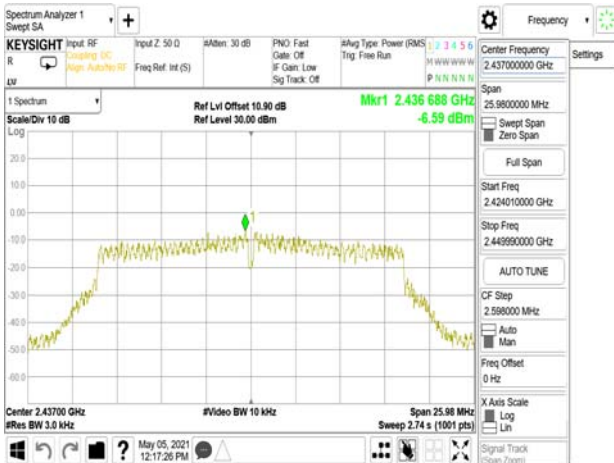 Spectrum Analyzer 1
Swept SA
Frequency
KEYSIGHT
R
Input: RF
Coupling: DC
Align: Auto/No RF
Input Z: 50 Ω
Freq Ref: Int (S)
#Atten: 30 dB
PNO: Fast
Gate: Off
IF Gain: Low
Sig Track: Off
#Avg Type: Power (RMS)
Trig: Free Run
1 2 3 4 5 6
M W W W W W
P N N N N N
1 Spectrum
Scale/Div 10 dB
Log
Ref Lvl Offset 10.90 dB
Ref Level 30.00 dBm
Mkr1 2.436 688 GHz
-6.59 dBm
20.0
10.0
0.00
-10.0
-20.0
-30.0
-40.0
-50.0
-60.0
1
Center 2.43700 GHz
#Res BW 3.0 kHz
#Video BW 10 kHz
Span 25.98 MHz
Sweep 2.74 s (1001 pts)
May 05, 2021
12:17:26 PM
?
Center Frequency
2.437000000 GHz
Settings
Span
25.9800000 MHz
Swept Span
Zero Span
Full Span
Start Freq
2.424010000 GHz
Stop Freq
2.449990000 GHz
AUTO TUNE
CF Step
2.598000 MHz
Auto
Man
Freq Offset
0 Hz
X Axis Scale
Log
Lin
Signal Track
(Span Zoom)